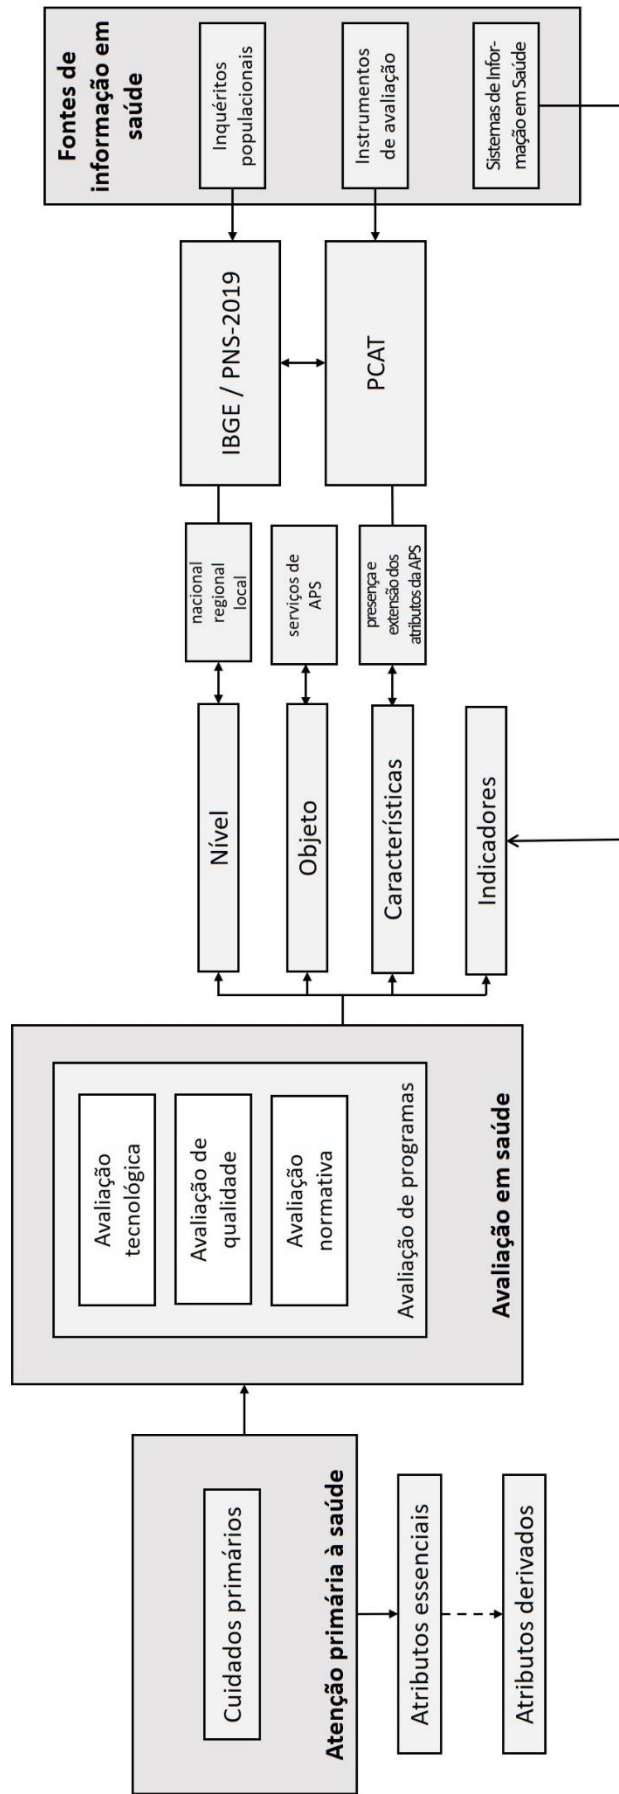 Cuidados primários
Atenção primária à saúde
Atributos essenciais
Atributos derivados
Avaliação
tecnológica
Avaliação de
qualidade
Avaliação
normativa
Avaliação de programas
Avaliação em saúde
Nível
Objeto
Características
Indicadores
nacional
regional
local
serviços de
APS
presença e
extensão dos
atributos da APS
IBGE / PNS-2019
PCAT
Fontes de
informação em
saúde
Inquéritos
populacionais
Instrumentos
de avaliação
Sistemas de Infor-
mação em Saúde